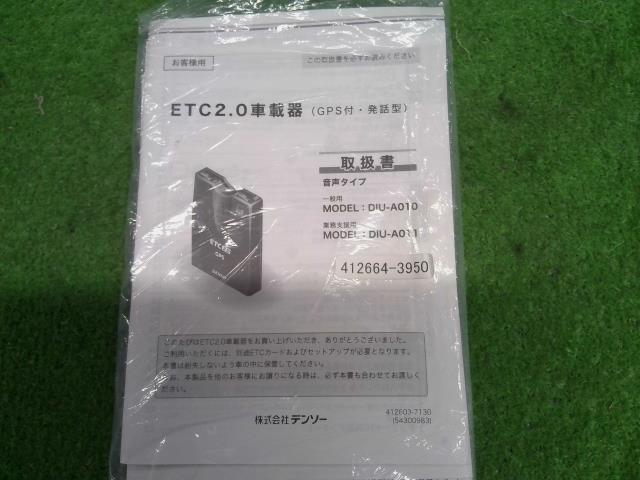 お客様用
この取扱書を必ずお読みください
ETC2.0車載器(GPS付・発話型)
取扱書
音声タイプ
一般用
MODEL:DIU-A010
業務支援用
MODEL:DIU-A011
412664-3950
ETC2.0
GPS
DENSO
このたびはETC2.0車載器をお買い上げいただき、ありがとうございました。
ご利用いただくには、別途ETCカードおよびセットアップが必要となります。
本書は紛失しないよう車の中に保管してください。
なお、本製品を他のお客様にお譲りになる時は、必ず本書も合わせてお渡しく
ださい。
株式会社デンソー
412603-7130
(54300983)